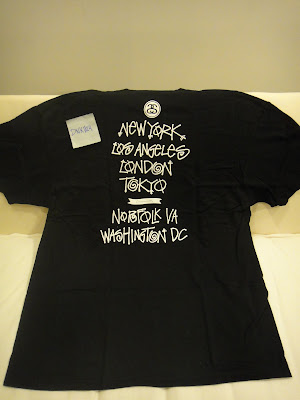 NEW YORK
LOS ANGELES
LONDON
TOKYO
NORFOLK VA
WASHINGTON DC